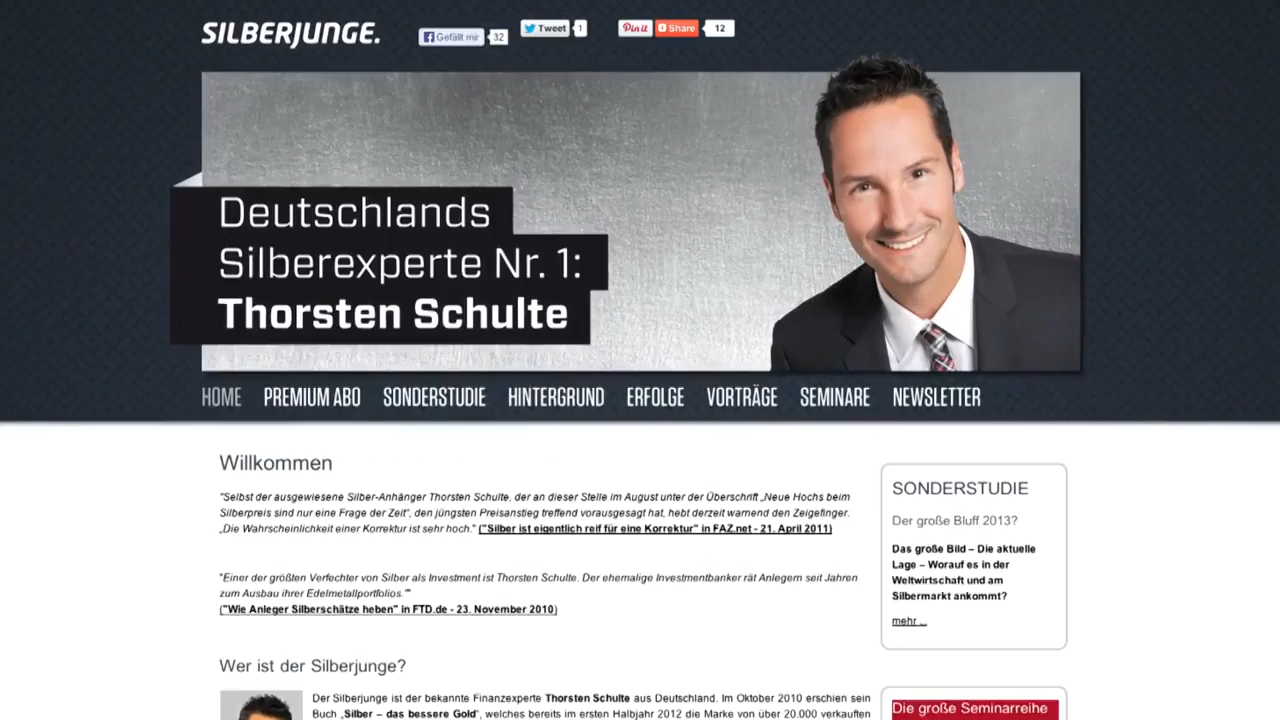 SILBERJUNGE.
Gefällt mir 32
Tweet 1
Pin it
Share 12
Deutschlands
Silberexperte Nr. 1:
Thorsten Schulte
HOME PREMIUM ABO SONDERSTUDIE HINTERGRUND ERFOLGE VORTRÄGE SEMINARE NEWSLETTER
Willkommen
"Selbst der ausgewiesene Silber-Anhänger Thorsten Schulte, der an dieser Stelle im August unter der Überschrift „Neue Hochs beim
Silberpreis sind nur eine Frage der Zeit“, den jüngsten Preisanstieg treffend vorausgesagt hat, hebt derzeit warnend den Zeigefinger.
„Die Wahrscheinlichkeit einer Korrektur ist sehr hoch." ("Silber ist eigentlich reif für eine Korrektur" in FAZ.net - 21. April 2011)
"Einer der größten Verfechter von Silber als Investment ist Thorsten Schulte. Der ehemalige Investmentbanker rät Anlegern seit Jahren
zum Ausbau ihrer Edelmetallportfolios.""
("Wie Anleger Silberschätze heben" in FTD.de - 23. November 2010)
Wer ist der Silberjunge?
Der Silberjunge ist der bekannte Finanzexperte Thorsten Schulte aus Deutschland. Im Oktober 2010 erschien sein
Buch „Silber – das bessere Gold“, welches bereits im ersten Halbjahr 2012 die Marke von über 20.000 verkauften
SONDERSTUDIE
Der große Bluff 2013?
Das große Bild – Die aktuelle
Lage – Worauf es in der
Weltwirtschaft und am
Silbermarkt ankommt?
mehr ...
Die große Seminarreihe